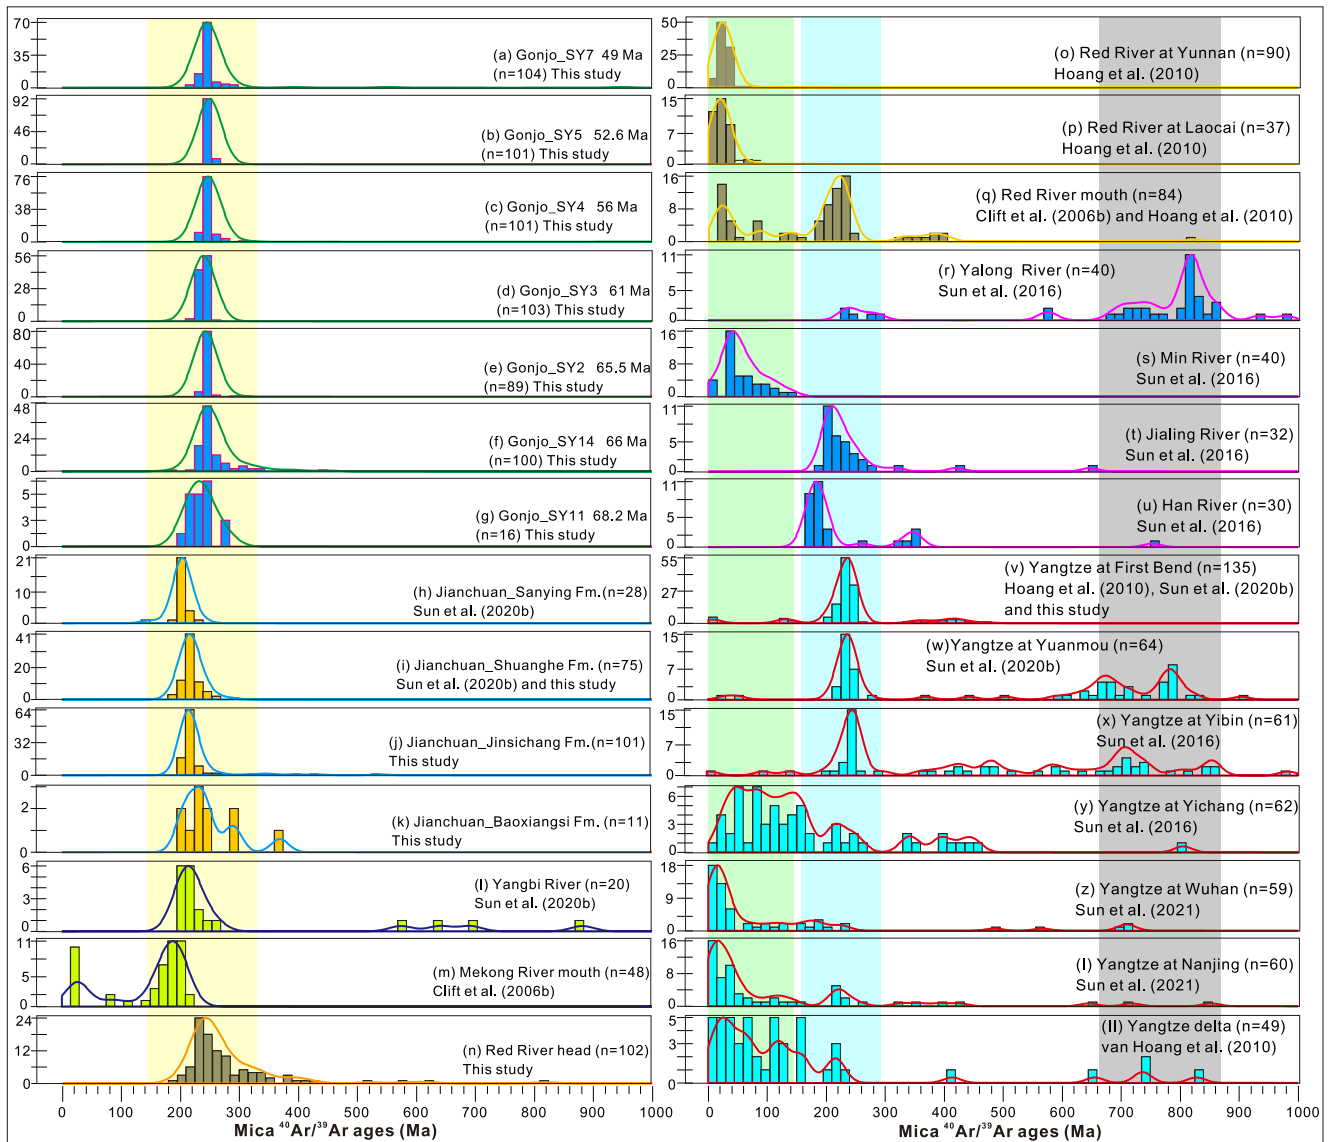 70
35
0
(a) Gonjo_SY7 49 Ma
(n=104) This study
92
46
0
(b) Gonjo_SY5 52.6 Ma
(n=101) This study
76
38
0
(c) Gonjo_SY4 56 Ma
(n=101) This study
56
28
0
(d) Gonjo_SY3 61 Ma
(n=103) This study
80
40
0
(e) Gonjo_SY2 65.5 Ma
(n=89) This study
48
24
0
(f) Gonjo_SY14 66 Ma
(n=100) This study
6
3
0
(g) Gonjo_SY11 68.2 Ma
(n=16) This study
21
10
0
(h) Jianchuan_Sanying Fm.(n=28)
Sun et al. (2020b)
41
20
0
(i) Jianchuan_Shuanghe Fm. (n=75)
Sun et al. (2020b) and this study
64
32
0
(j) Jianchuan_Jinsichang Fm.(n=101)
This study
2
0
(k) Jianchuan_Baoxiangsi Fm.(n=11)
This study
6
3
0
(l) Yangbi River (n=20)
Sun et al. (2020b)
11
5
0
(m) Mekong River mouth (n=48)
Clift et al. (2006b)
24
12
0
(n) Red River head (n=102)
This study
0 100 200 300 400 500 600 700 800 900 1000
Mica ⁴⁰Ar/³⁹Ar ages (Ma)
50
25
0
(o) Red River at Yunnan (n=90)
Hoang et al. (2010)
15
7
0
(p) Red River at Laocai (n=37)
Hoang et al. (2010)
16
8
0
(q) Red River mouth (n=84)
Clift et al. (2006b) and Hoang et al. (2010)
11
5
0
(r) Yalong River (n=40)
Sun et al. (2016)
16
8
0
(s) Min River (n=40)
Sun et al. (2016)
11
5
0
(t) Jialing River (n=32)
Sun et al. (2016)
11
5
0
(u) Han River (n=30)
Sun et al. (2016)
55
27
0
(v) Yangtze at First Bend (n=135)
Hoang et al. (2010), Sun et al. (2020b)
and this study
15
7
0
(w)Yangtze at Yuanmou (n=64)
Sun et al. (2020b)
15
7
0
(x) Yangtze at Yibin (n=61)
Sun et al. (2016)
6
3
0
(y) Yangtze at Yichang (n=62)
Sun et al. (2016)
18
9
0
(z) Yangtze at Wuhan (n=59)
Sun et al. (2021)
16
8
0
(l) Yangtze at Nanjing (n=60)
Sun et al. (2021)
5
2
0
(ll) Yangtze delta (n=49)
van Hoang et al. (2010)
0 100 200 300 400 500 600 700 800 900 1000
Mica ⁴⁰Ar/³⁹Ar ages (Ma)